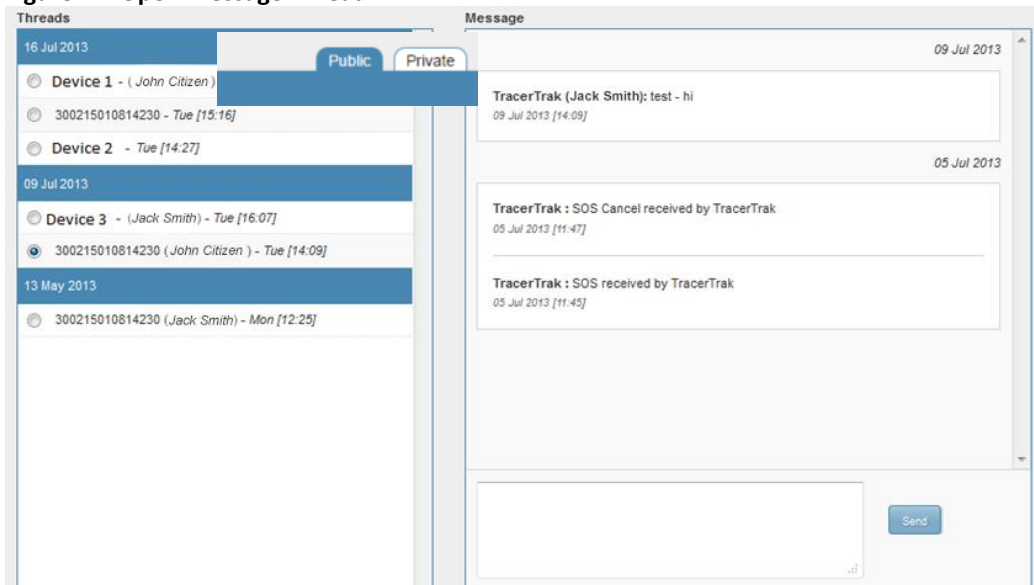 Threads
16 Jul 2013
Public Private
Device 1 - ( John Citizen )
300215010814230 - Tue [15:16]
Device 2 - Tue [14:27]
09 Jul 2013
Device 3 - (Jack Smith) - Tue [16:07]
300215010814230 ( John Citizen ) - Tue [14:09]
13 May 2013
300215010814230 (Jack Smith) - Mon [12:25]
Message
09 Jul 2013
TracerTrak (Jack Smith): test - hi
09 Jul 2013 [14:09]
05 Jul 2013
TracerTrak : SOS Cancel received by TracerTrak
05 Jul 2013 [11:47]
TracerTrak : SOS received by TracerTrak
05 Jul 2013 [11:45]
Send